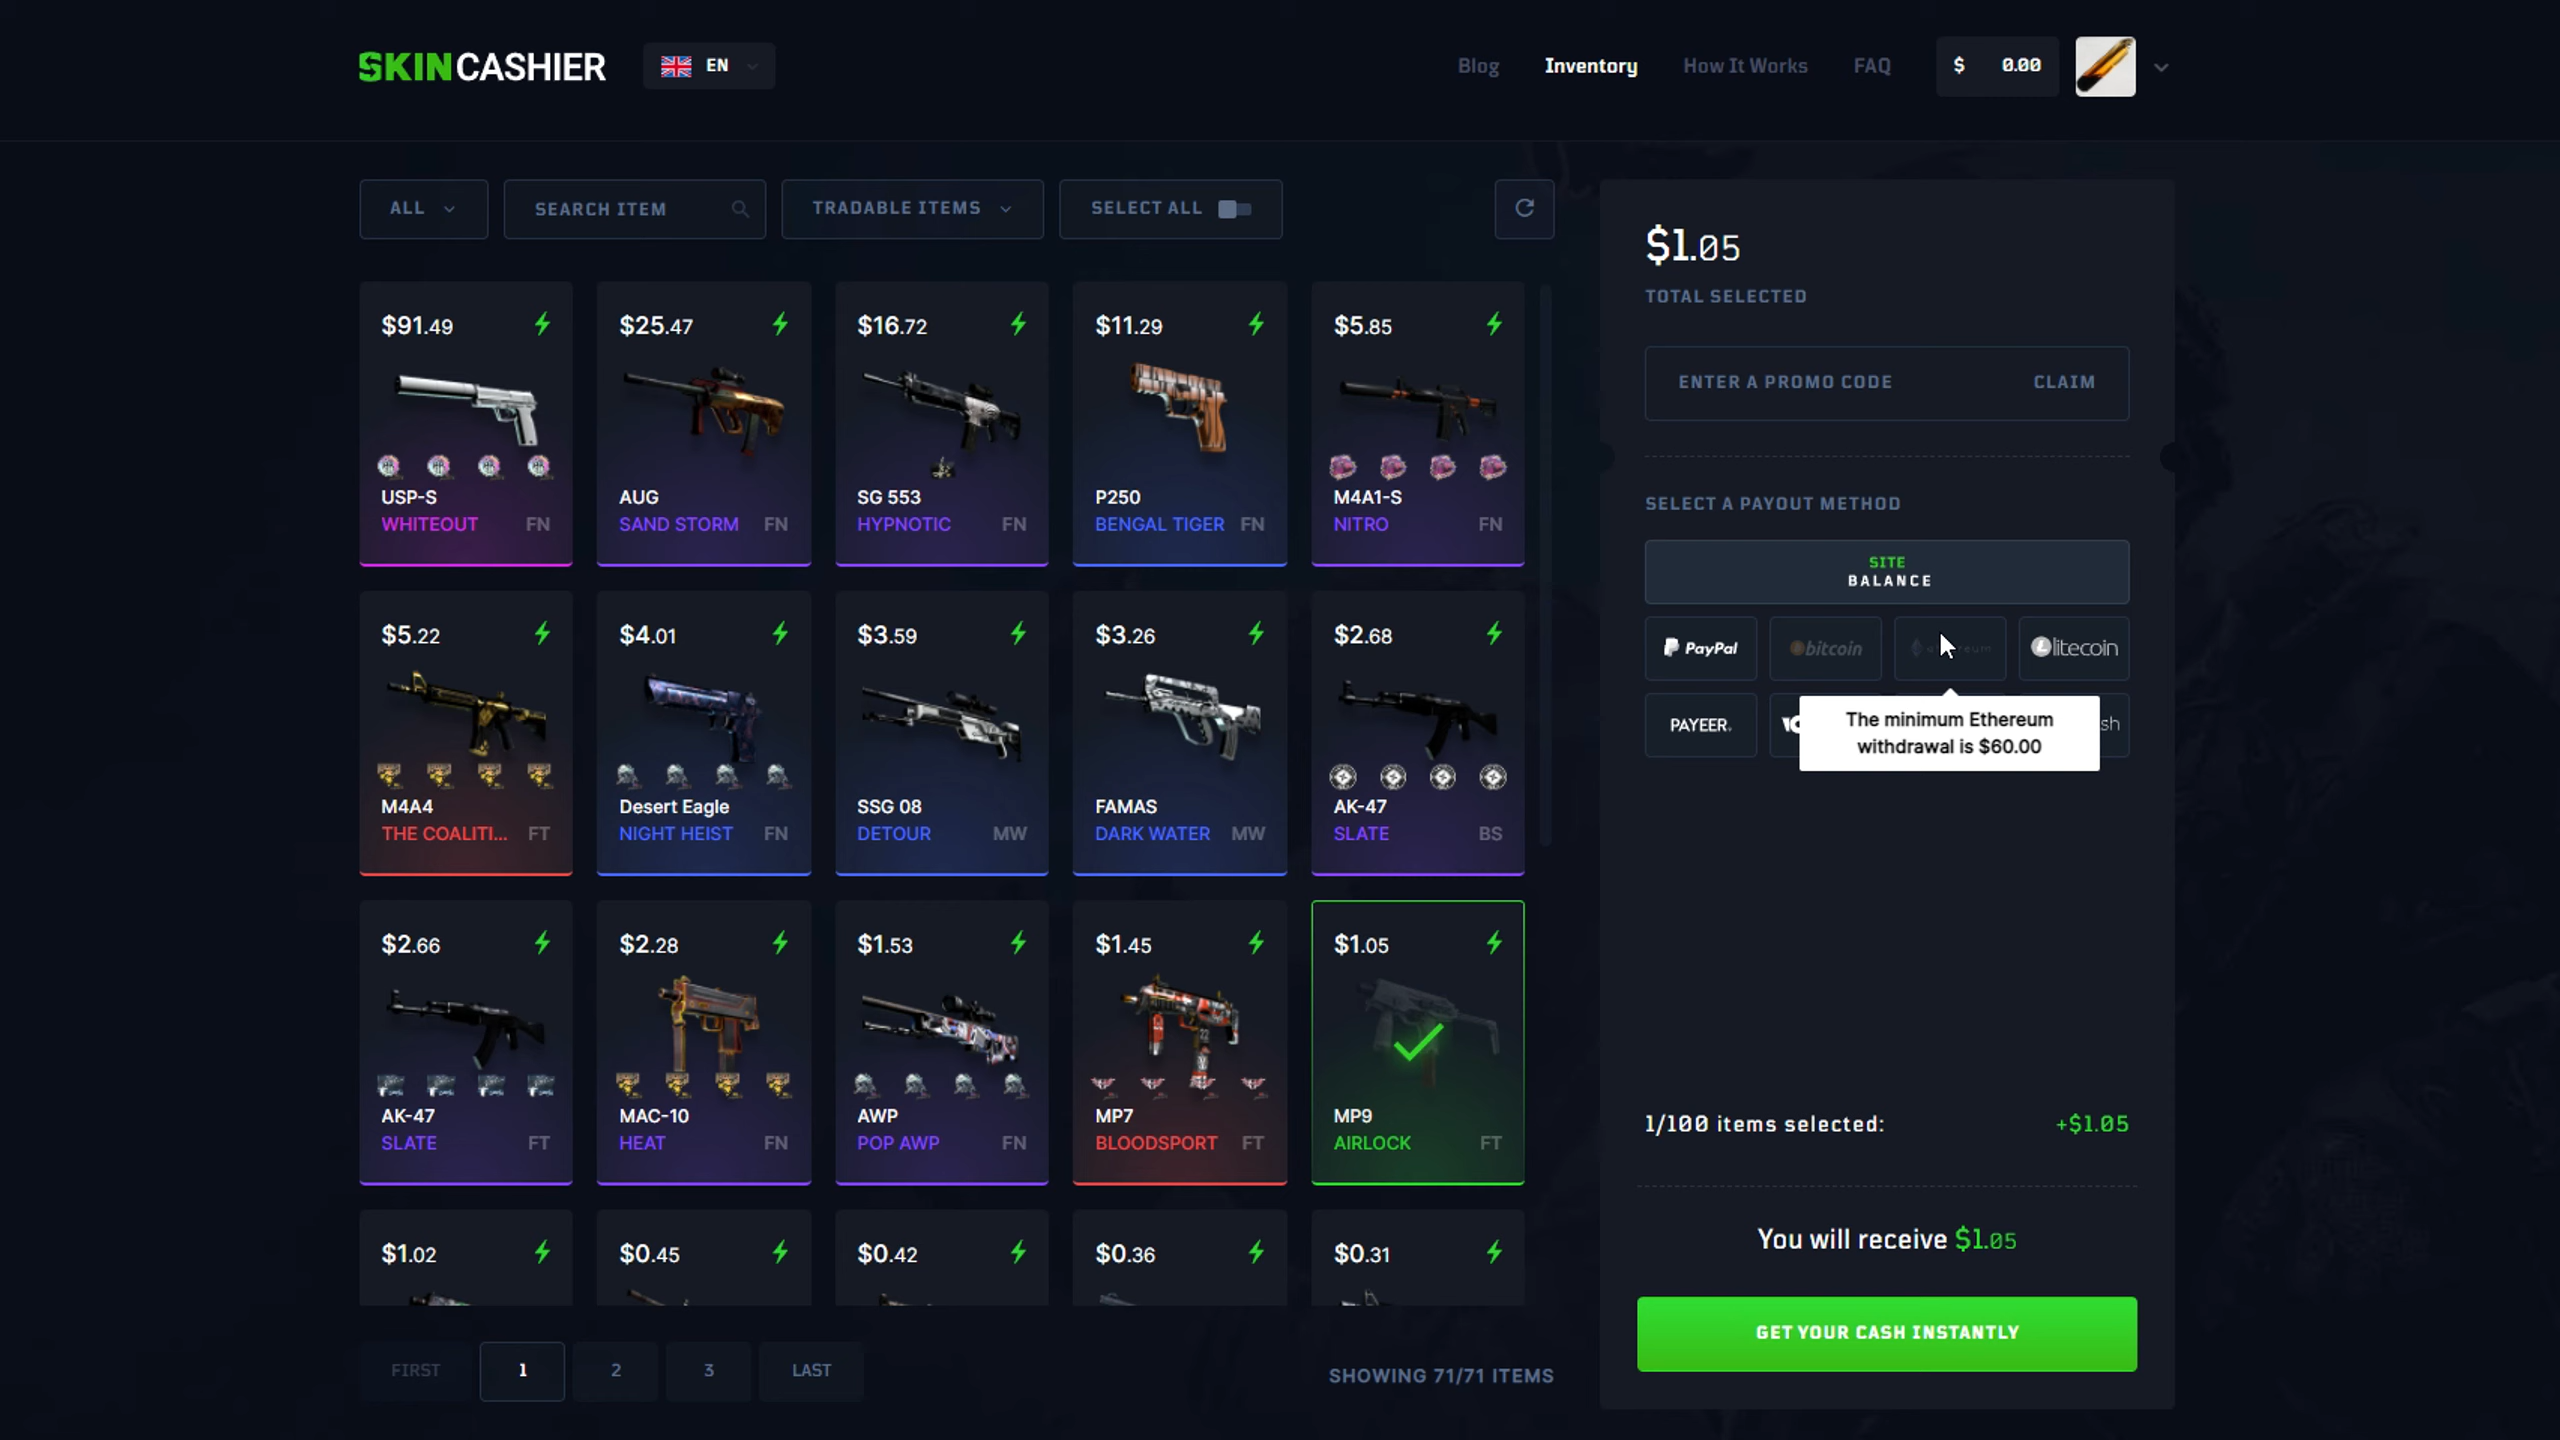 SKINCASHIER
EN
Blog
Inventory
How It Works
FAQ
$ 0.00
ALL
SEARCH ITEM
TRADABLE ITEMS
SELECT ALL
$91.49
USP-S
WHITEOUT FN
$25.47
AUG
SAND STORM FN
$16.72
SG 553
HYPNOTIC FN
$11.29
P250
BENGAL TIGER FN
$5.85
M4A1-S
NITRO FN
$5.22
M4A4
THE COALITI... FT
$4.01
Desert Eagle
NIGHT HEIST FN
$3.59
SSG 08
DETOUR MW
$3.26
FAMAS
DARK WATER MW
$2.68
AK-47
SLATE BS
$2.66
AK-47
SLATE FT
$2.28
MAC-10
HEAT FN
$1.53
AWP
POP AWP FN
$1.45
MP7
BLOODSPORT FT
$1.05
MP9
AIRLOCK FT
$1.02
$0.45
$0.42
$0.36
$0.31
FIRST
1
2
3
LAST
SHOWING 71/71 ITEMS
$1.05
TOTAL SELECTED
ENTER A PROMO CODE
CLAIM
SELECT A PAYOUT METHOD
SITE
BALANCE
PayPal
bitcoin
litecoin
PAYEER
The minimum Ethereum
withdrawal is $60.00
1/100 items selected:
+$1.05
You will receive $1.05
GET YOUR CASH INSTANTLY